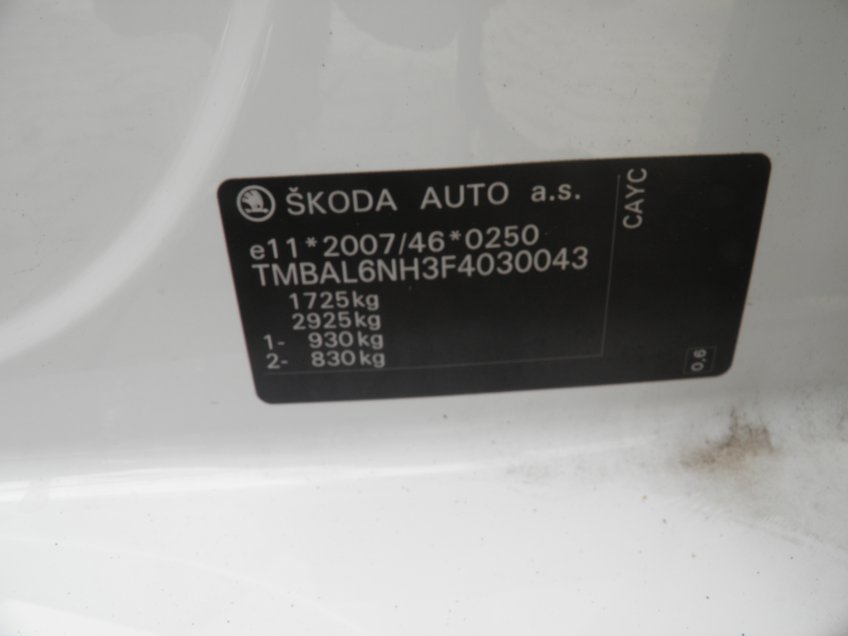 ŠKODA AUTO a.s.
e11*2007/46*0250
TMBAL6NH3F4030043
1725kg
2925kg
1- 930kg
2- 830kg
CAYC
0.6